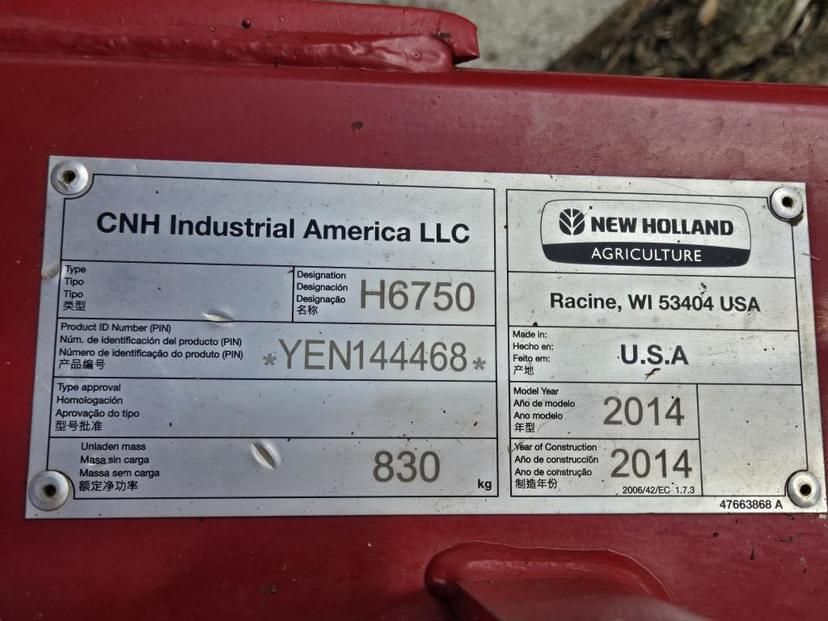 CNH Industrial America LLC
Type
Tipo
Tipo
类型
Designation
Designación
Designação
名称
H6750
Product ID Number (PIN)
Núm. de identificación del producto (PIN)
Número de identificação do produto (PIN)
产品编号
*YEN144468*
Type approval
Homologación
Aprovação do tipo
型号批准
Unladen mass
Masa sin carga
Massa sem carga
额定净功率
830
kg
NEW HOLLAND
AGRICULTURE
Racine, WI 53404 USA
Made in:
Hecho en:
Feito em:
产地
U.S.A
Model Year
Año de modelo
Ano modelo
年型
2014
Year of Construction
Año de construcción
Ano de construção
制造年份
2014
2006/42/EC 1.7.3
47663868 A